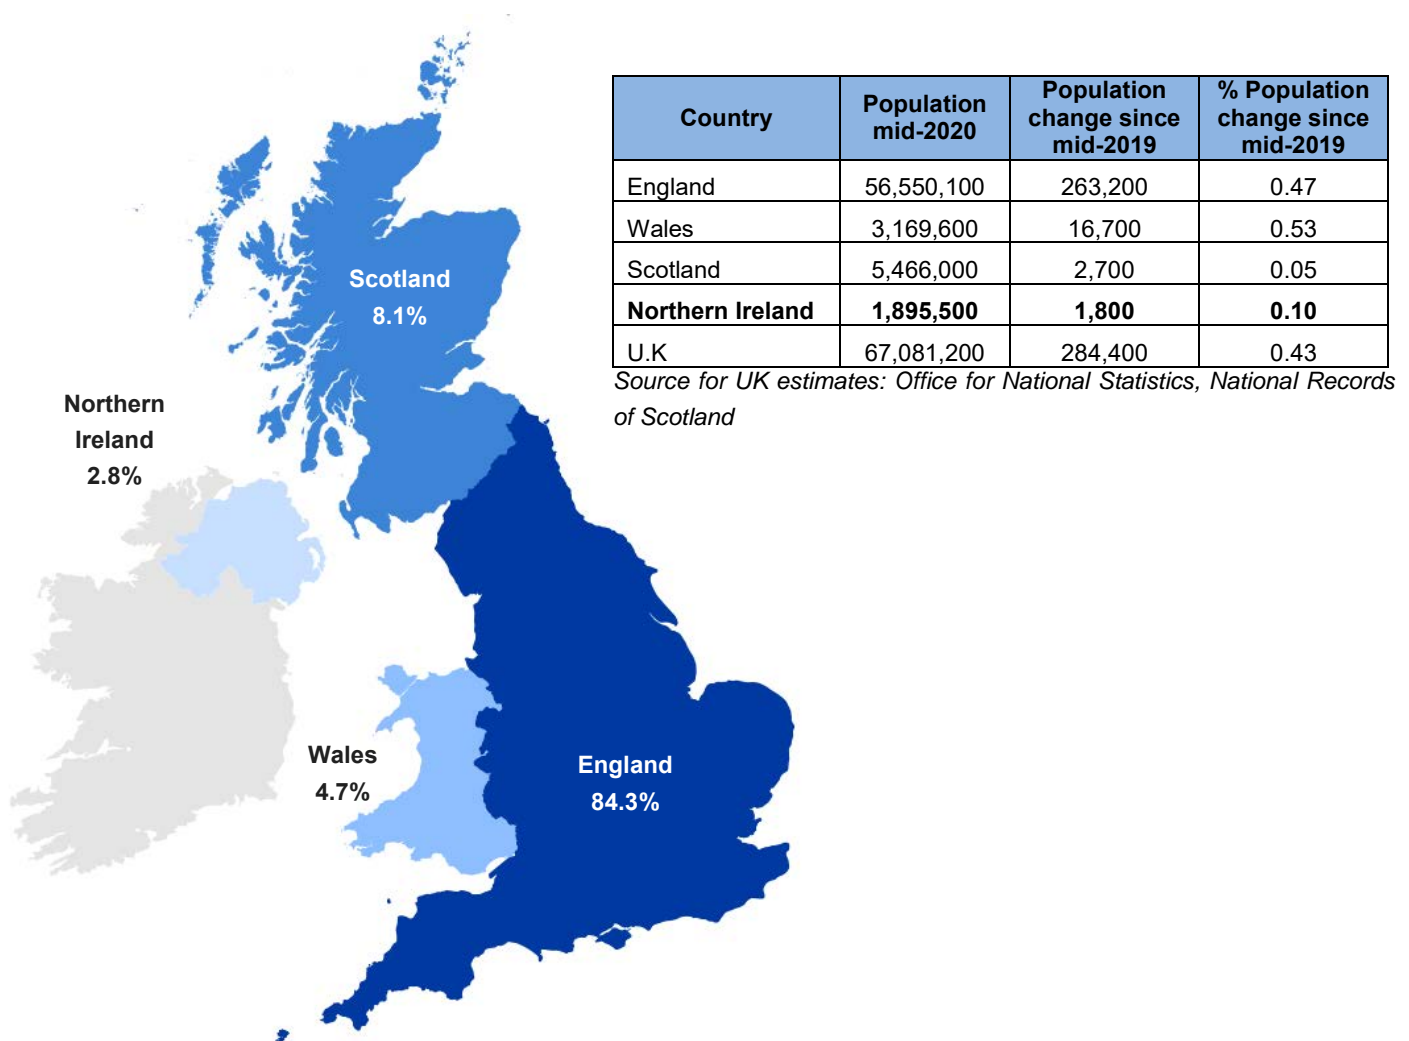 Country Population mid-2020 Population change since mid-2019 % Population change since mid-2019
England 56,550,100 263,200 0.47
Wales 3,169,600 16,700 0.53
Scotland 5,466,000 2,700 0.05
Northern Ireland 1,895,500 1,800 0.10
U.K 67,081,200 284,400 0.43
Source for UK estimates: Office for National Statistics, National Records
of Scotland
Scotland
8.1%
Northern
Ireland
2.8%
Wales
4.7%
England
84.3%